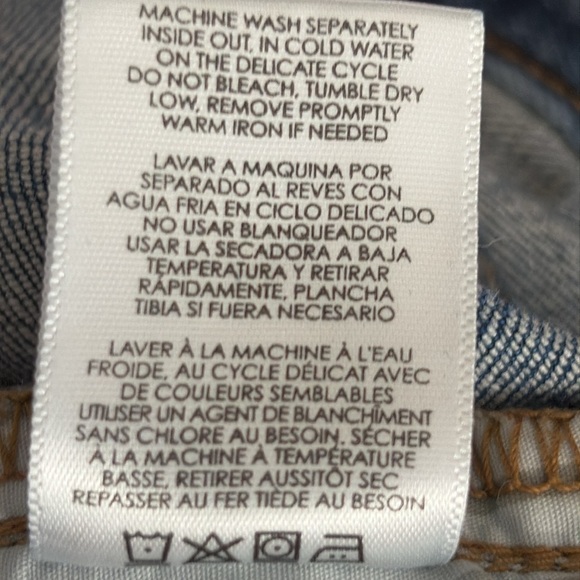 MACHINE WASH SEPARATELY
INSIDE OUT, IN COLD WATER
ON THE DELICATE CYCLE
DO NOT BLEACH, TUMBLE DRY
LOW, REMOVE PROMPTLY
WARM IRON IF NEEDED
LAVAR A MAQUINA POR
SEPARADO AL REVES CON
AGUA FRIA EN CICLO DELICADO
NO USAR BLANQUEADOR
USAR LA SECADORA A BAJA
TEMPERATURA Y RETIRAR
RÁPIDAMENTE, PLANCHA
TIBIA SI FUERA NECESARIO
LAVER À LA MACHINE À L'EAU
FROIDE, AU CYCLE DÉLICAT AVEC
DE COULEURS SEMBLABLES
UTILISER UN AGENT DE BLANCHIMENT
SANS CHLORE AU BESOIN. SÉCHER
À LA MACHINE À TEMPÉRATURE
BASSE, RETIRER AUSSITÔT SEC
REPASSER AU FER TIÈDE AU BESOIN